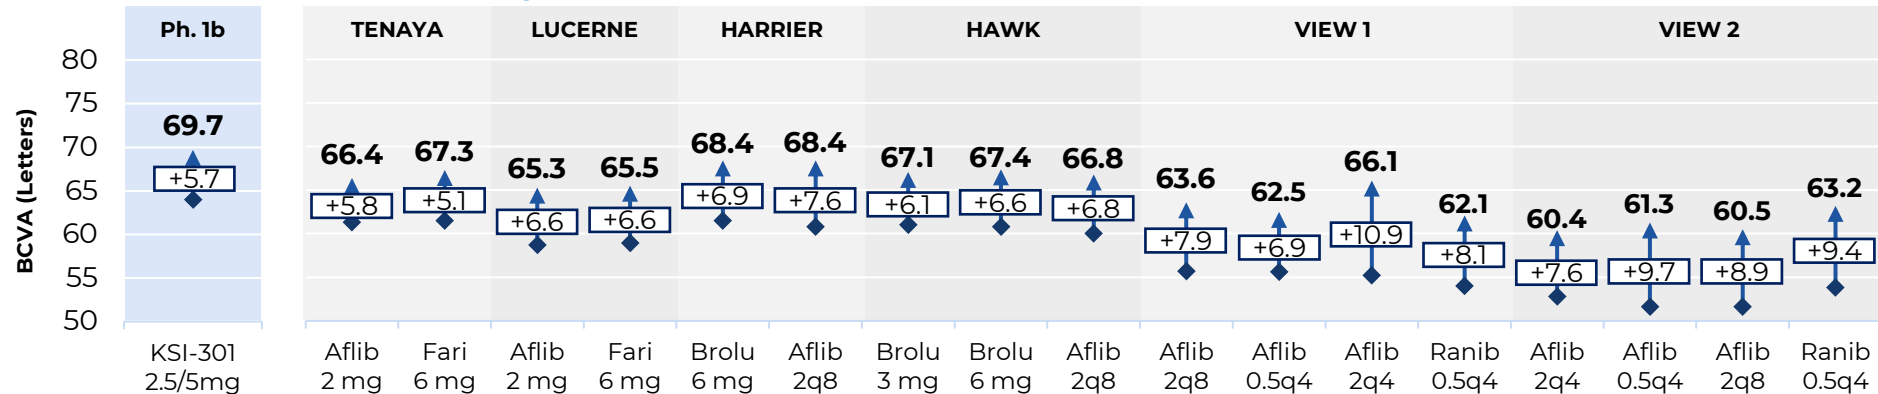 Ph. 1b TENAYA LUCERNE HARRIER HAWK VIEW 1 VIEW 2
BCVA (Letters)
80
75
70
65
60
55
50
69.7 66.4 67.3 65.3 65.5 68.4 68.4 67.1 67.4 66.8 63.6 62.5 66.1 62.1 60.4 61.3 60.5 63.2
+5.7 +5.8 +5.1 +6.6 +6.6 +6.9 +7.6 +6.1 +6.6 +6.8 +7.9 +6.9 +10.9 +8.1 +7.6 +9.7 +8.9 +9.4
KSI-301 Aflib Fari Aflib Fari Brolu Aflib Brolu Brolu Aflib Aflib Aflib Aflib Ranib Aflib Aflib Aflib Ranib
2.5/5mg 2 mg 6 mg 2 mg 6 mg 6 mg 2q8 3 mg 6 mg 2q8 2q8 0.5q4 2q4 0.5q4 2q4 0.5q4 2q8 0.5q4